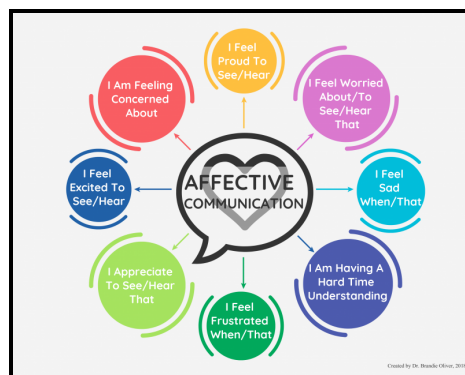 I Feel
Proud To
See/Hear
I Am Feeling
Concerned
About
I Feel Worried
About/To
See/Hear
That
I Feel
Excited To
See/Hear
AFFECTIVE
COMMUNICATION
I Feel
Sad
When/That
I Appreciate
To See/Hear
That
I Am Having A
Hard Time
Understanding
I Feel
Frustrated
When/That
Created by Dr. Brandie Oliver,